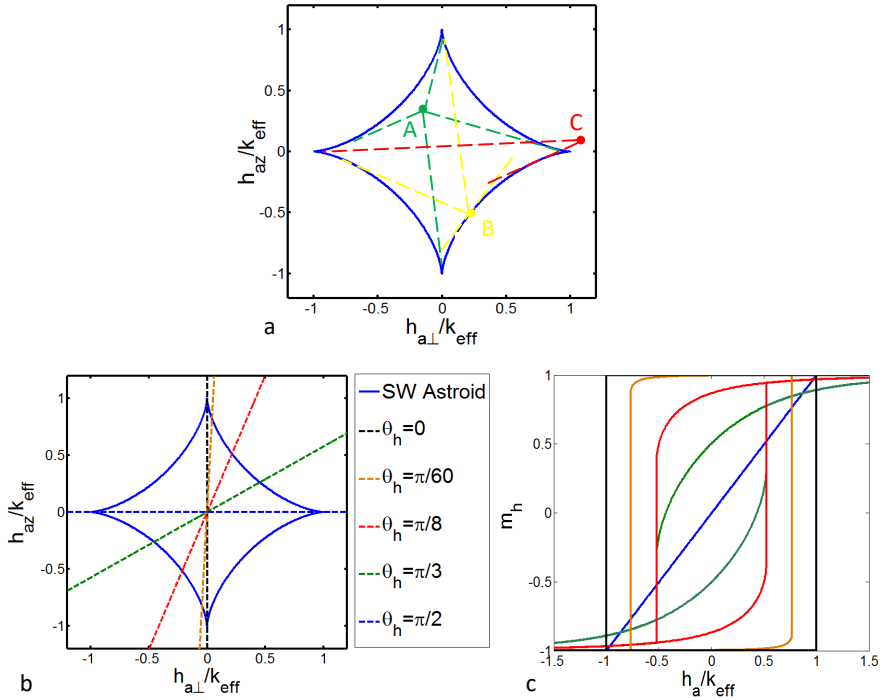 1
0.5
0
-0.5
-1
h_az/k_eff
A
B
C
-1
-0.5
0
0.5
1
h_a⊥/k_eff
a
1
0.5
0
-0.5
-1
h_az/k_eff
-1
-0.5
0
0.5
1
h_a⊥/k_eff
b
SW Astroid
θ_h=0
θ_h=π/60
θ_h=π/8
θ_h=π/3
θ_h=π/2
1
0.5
0
-0.5
-1
m_h
-1.5
-1
-0.5
0
0.5
1
1.5
h_a/k_eff
c